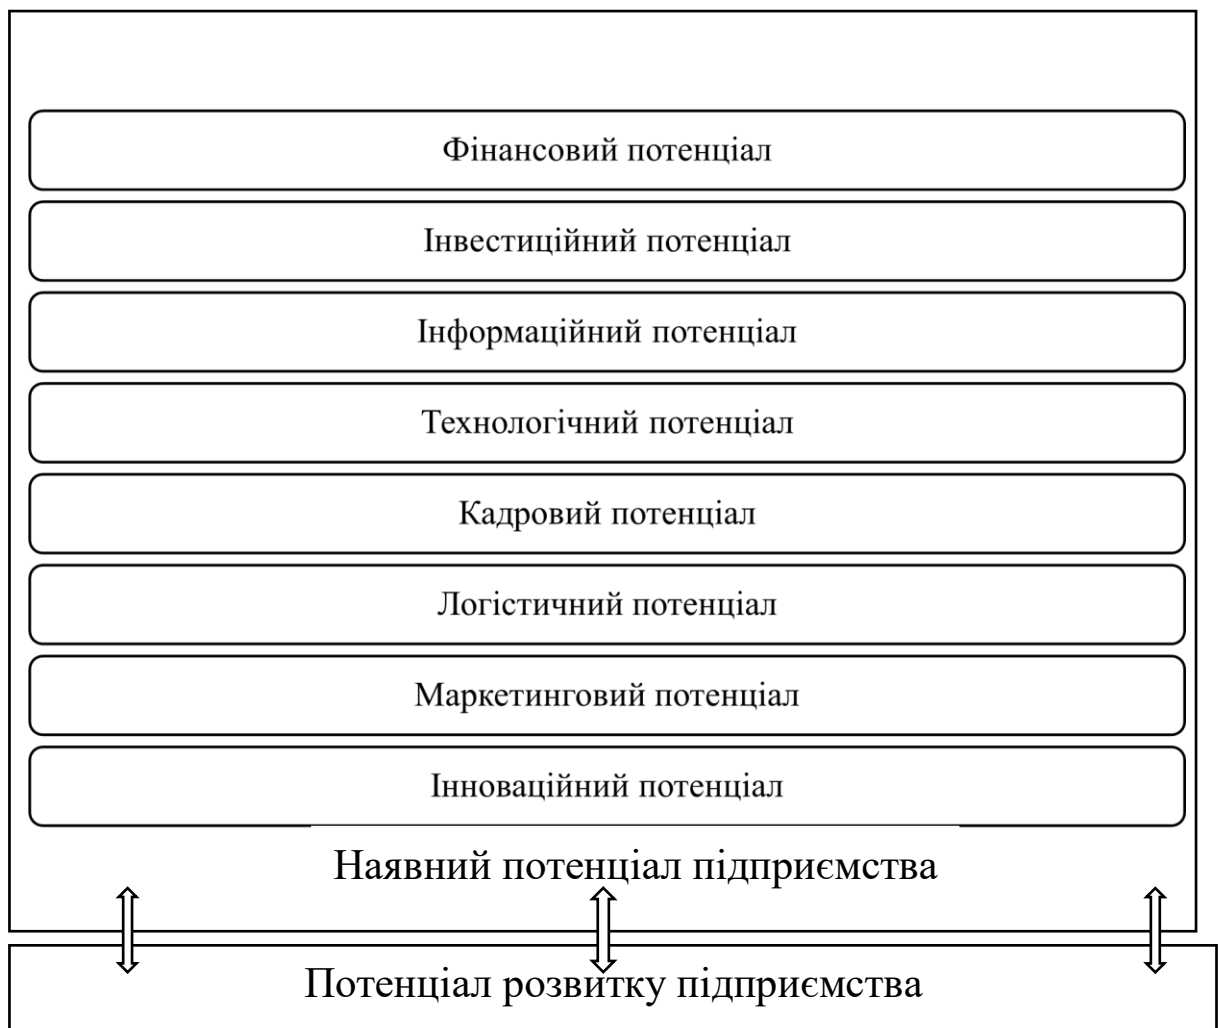 Фінансовий потенціал
Інвестиційний потенціал
Інформаційний потенціал
Технологічний потенціал
Кадровий потенціал
Логістичний потенціал
Маркетинговий потенціал
Інноваційний потенціал
Наявний потенціал підприємства
Потенціал розвитку підприємства